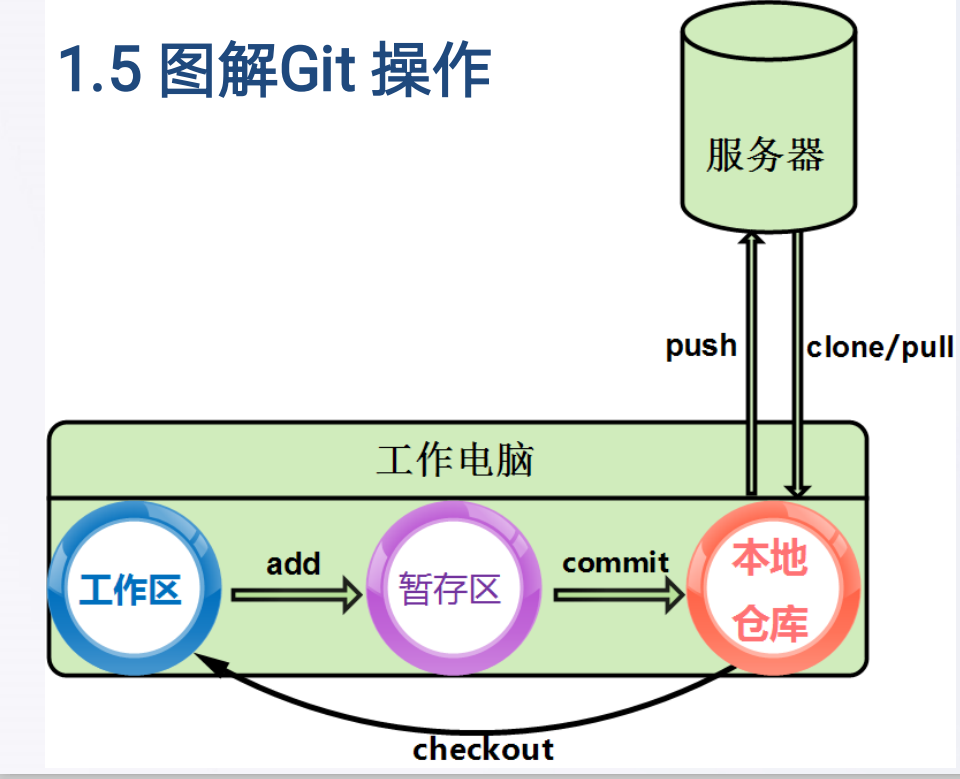 1.5 图解Git 操作
服务器
push
clone/pull
工作电脑
工作区
add
暂存区
commit
本地
仓库
checkout